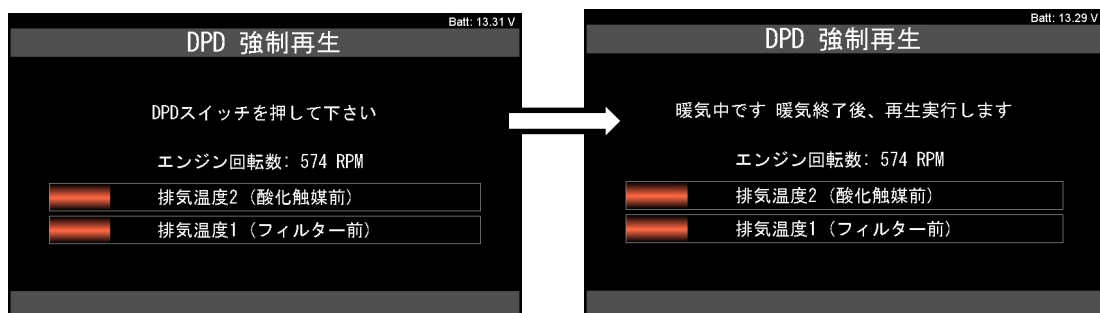 Batt: 13.31 V
DPD 強制再生
DPDスイッチを押して下さい
エンジン回転数: 574 RPM
排気温度2 (酸化触媒前)
排気温度1 (フィルター前)
Batt: 13.29 V
DPD 強制再生
暖気中です 暖気終了後、再生実行します
エンジン回転数: 574 RPM
排気温度2 (酸化触媒前)
排気温度1 (フィルター前)